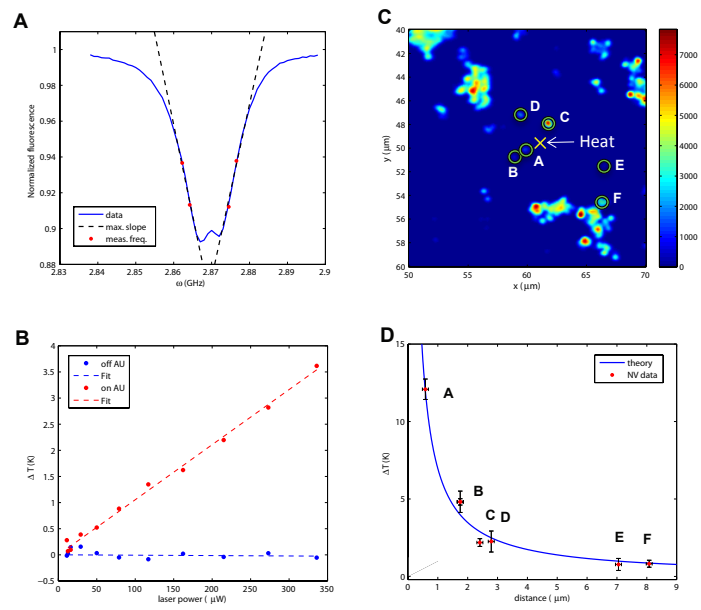 A
1
0.98
0.96
0.94
0.92
0.9
0.88
Normalized fluorescence
data
max. slope
meas. freq.
2.83
2.84
2.85
2.86
2.87
2.88
2.89
2.9
ω (GHz)
C
40
42
44
46
48
50
52
54
56
58
60
y (μm)
D
C
Heat
A
B
E
F
50
55
60
65
70
x (μm)
7000
6000
5000
4000
3000
2000
1000
0
B
4
3.5
3
2.5
2
1.5
1
0.5
0
−0.5
Δ T (K)
off AU
Fit
on AU
Fit
0
50
100
150
200
250
300
350
laser power ( μW)
D
15
10
5
0
ΔT (K)
theory
NV data
A
B
C D
E F
0
1
2
3
4
5
6
7
8
9
distance ( μm)